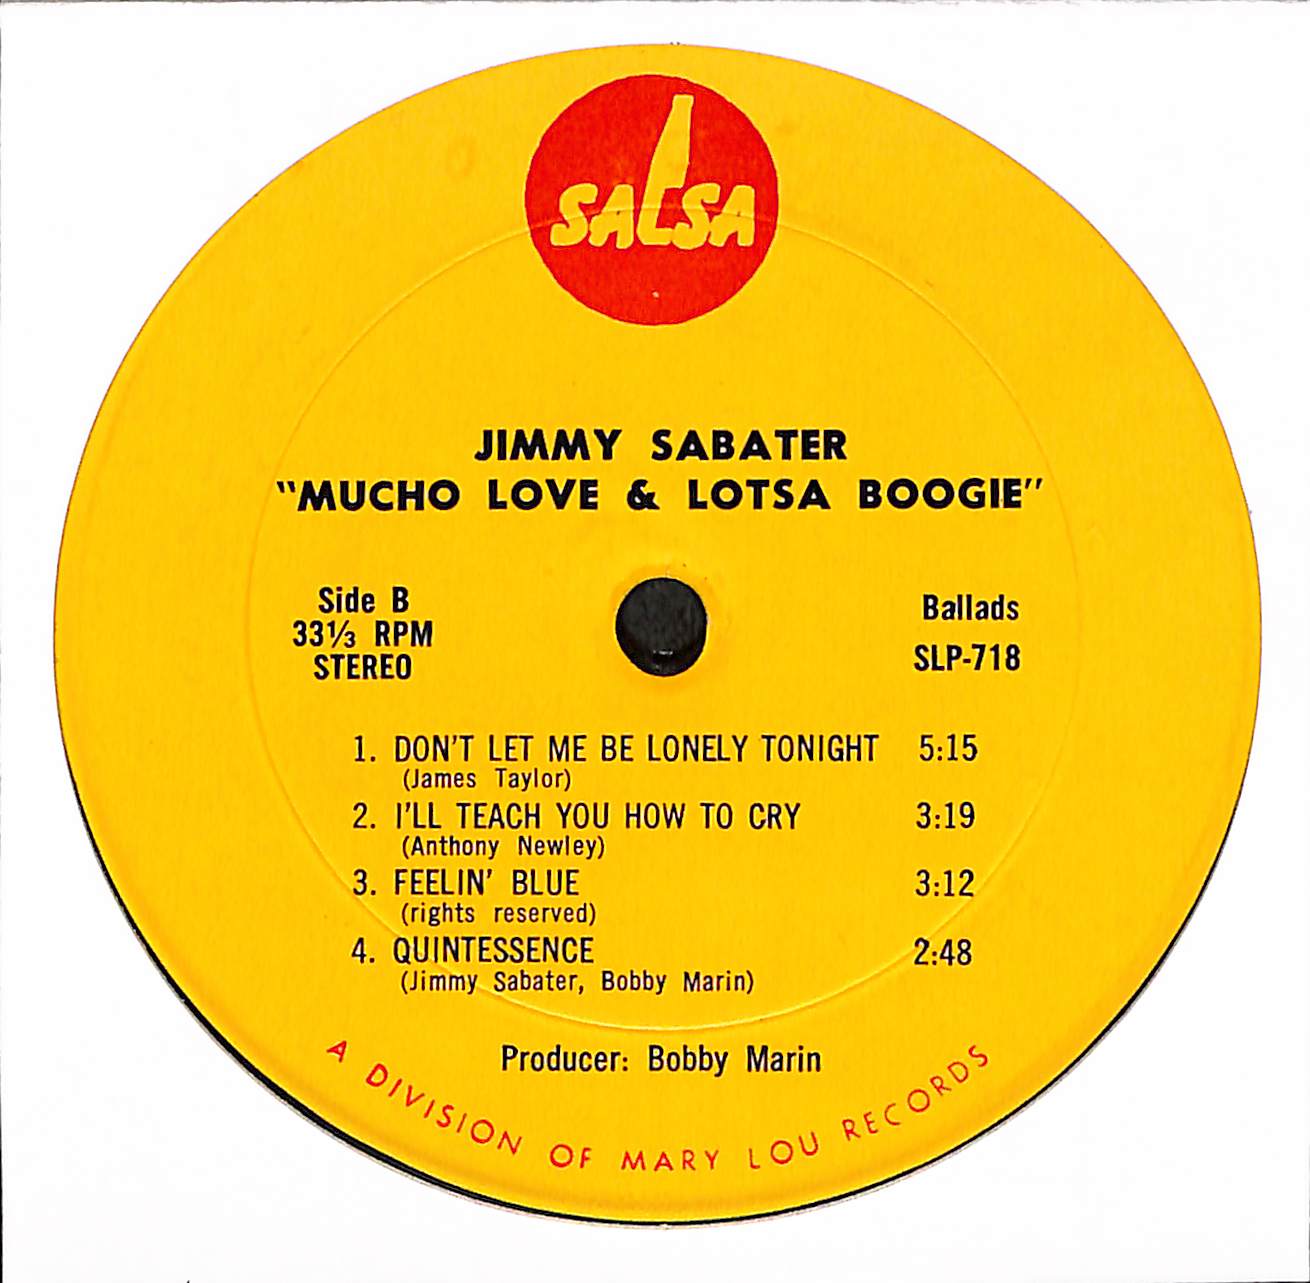 SALSA
JIMMY SABATER
"MUCHO LOVE & LOTSA BOOGIE"
Side B
33⅓ RPM
STEREO
Ballads
SLP-718
1. DON'T LET ME BE LONELY TONIGHT 5:15
(James Taylor)
2. I'LL TEACH YOU HOW TO CRY 3:19
(Anthony Newley)
3. FEELIN' BLUE 3:12
(rights reserved)
4. QUINTESSENCE 2:48
(Jimmy Sabater, Bobby Marin)
Producer: Bobby Marin
A DIVISION OF MARY LOU RECORDS